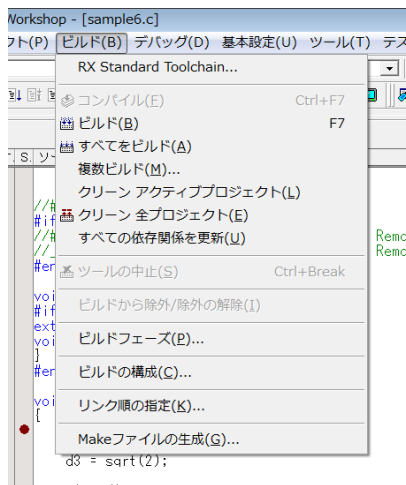 Workshop - [sample6.c]
クト(P) ビルド(B) デバッグ(D) 基本設定(U) ツール(T) テス
RX Standard Toolchain...
コンパイル(F) Ctrl+F7
ビルド(B) F7
すべてをビルド(A)
複数ビルド(M)...
クリーン アクティブプロジェクト(L)
クリーン 全プロジェクト(E)
すべての依存関係を更新(U)
ツールの中止(S) Ctrl+Break
ビルドから除外/除外の解除(I)
ビルドフェーズ(P)...
ビルドの構成(C)...
リンク順の指定(K)...
Makeファイルの生成(G)...
S. ソー
//#
#if
//# Remo
//_ Remo
#en
voi
#if
ext
voi
}
#en
voi
{
d3 = sqrt(2);